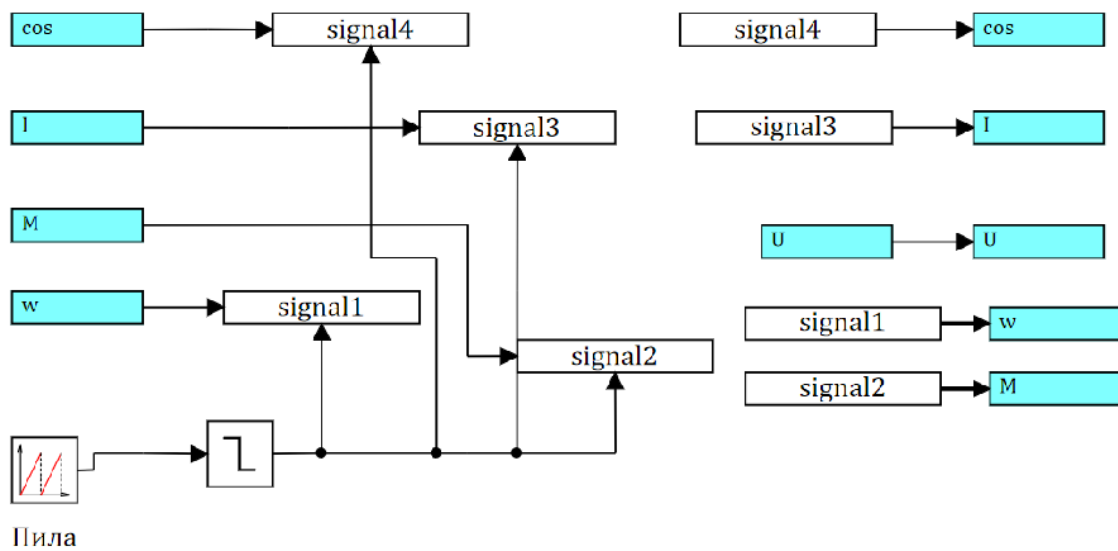 cos
signal4
signal4
cos
I
signal3
signal3
I
M
U
U
w
signal1
signal1
w
signal2
signal2
M
Пила